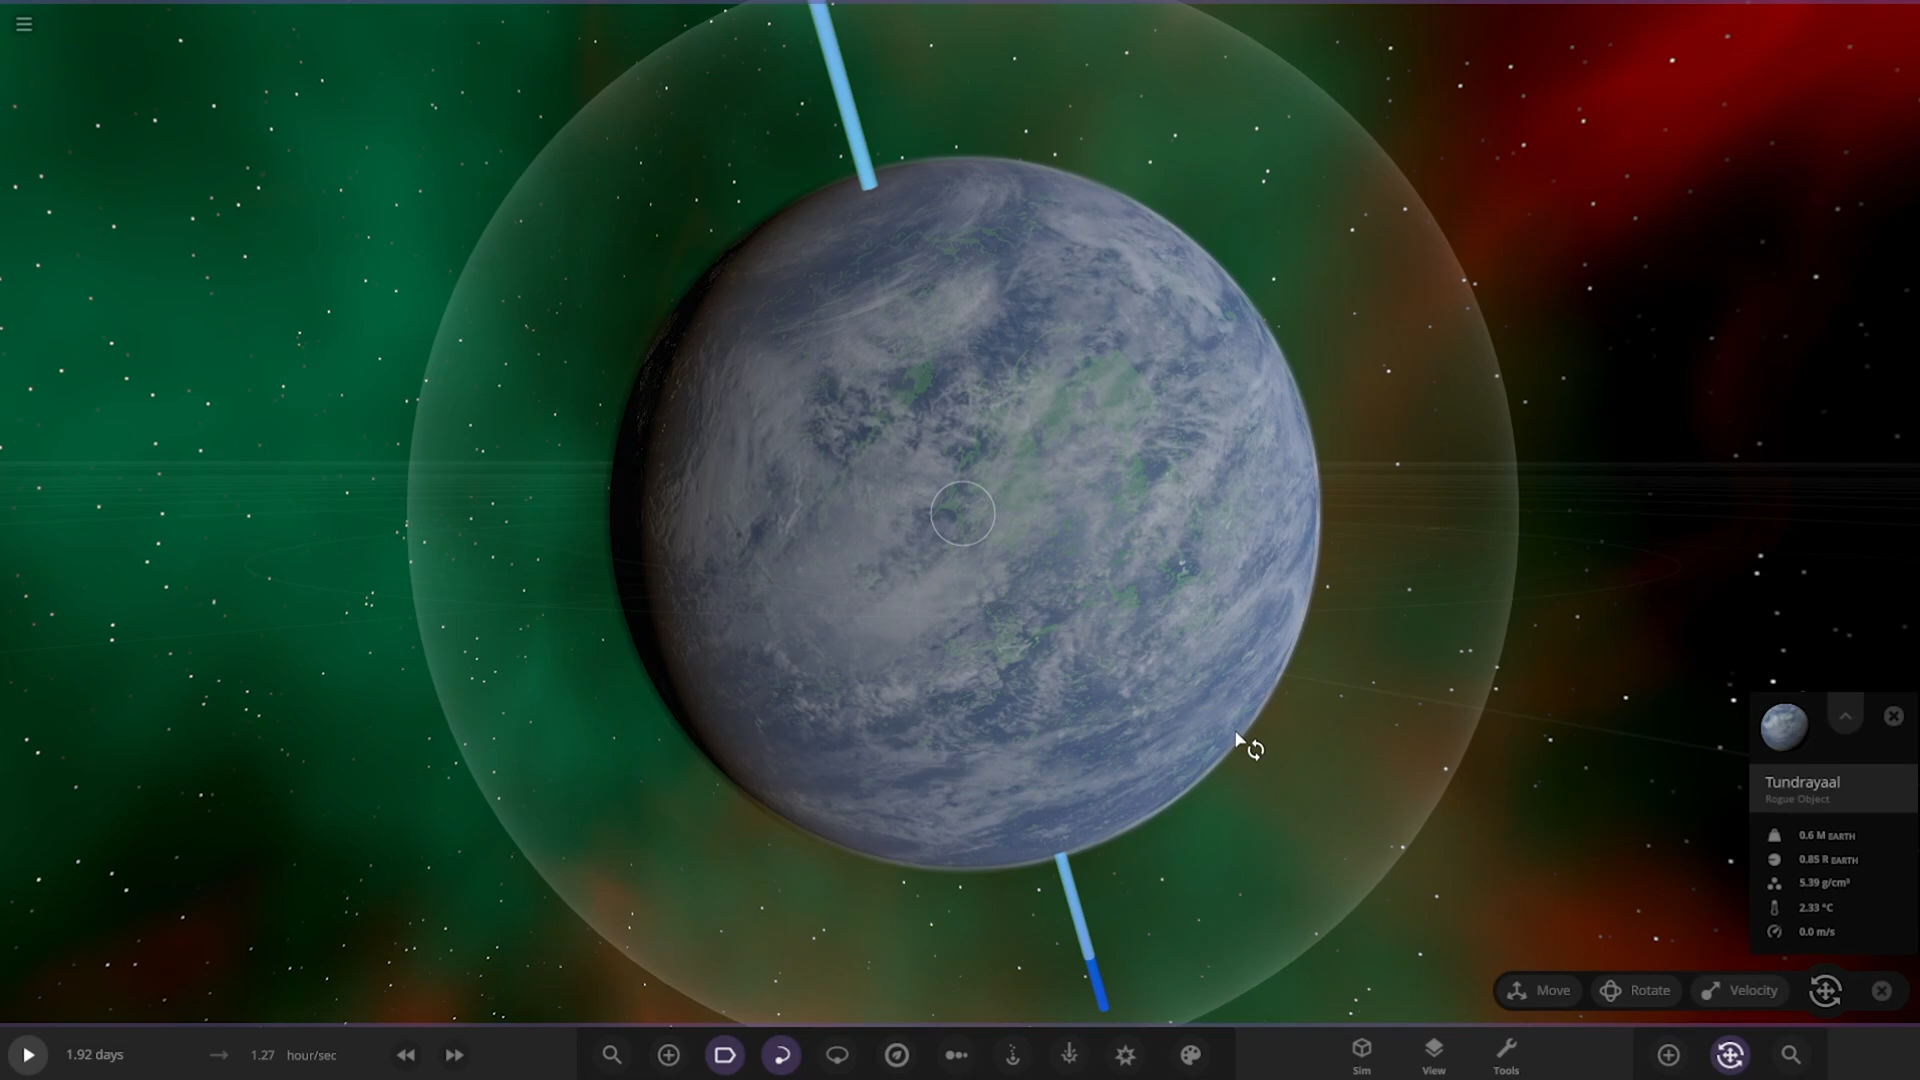 Tundrayaal
Rogue Object
0.6 M EARTH
0.85 R EARTH
5.39 g/cm³
2.33 °C
0.0 m/s
Move
Rotate
Velocity
1.92 days
1.27 hour/sec
Sim
View
Tools